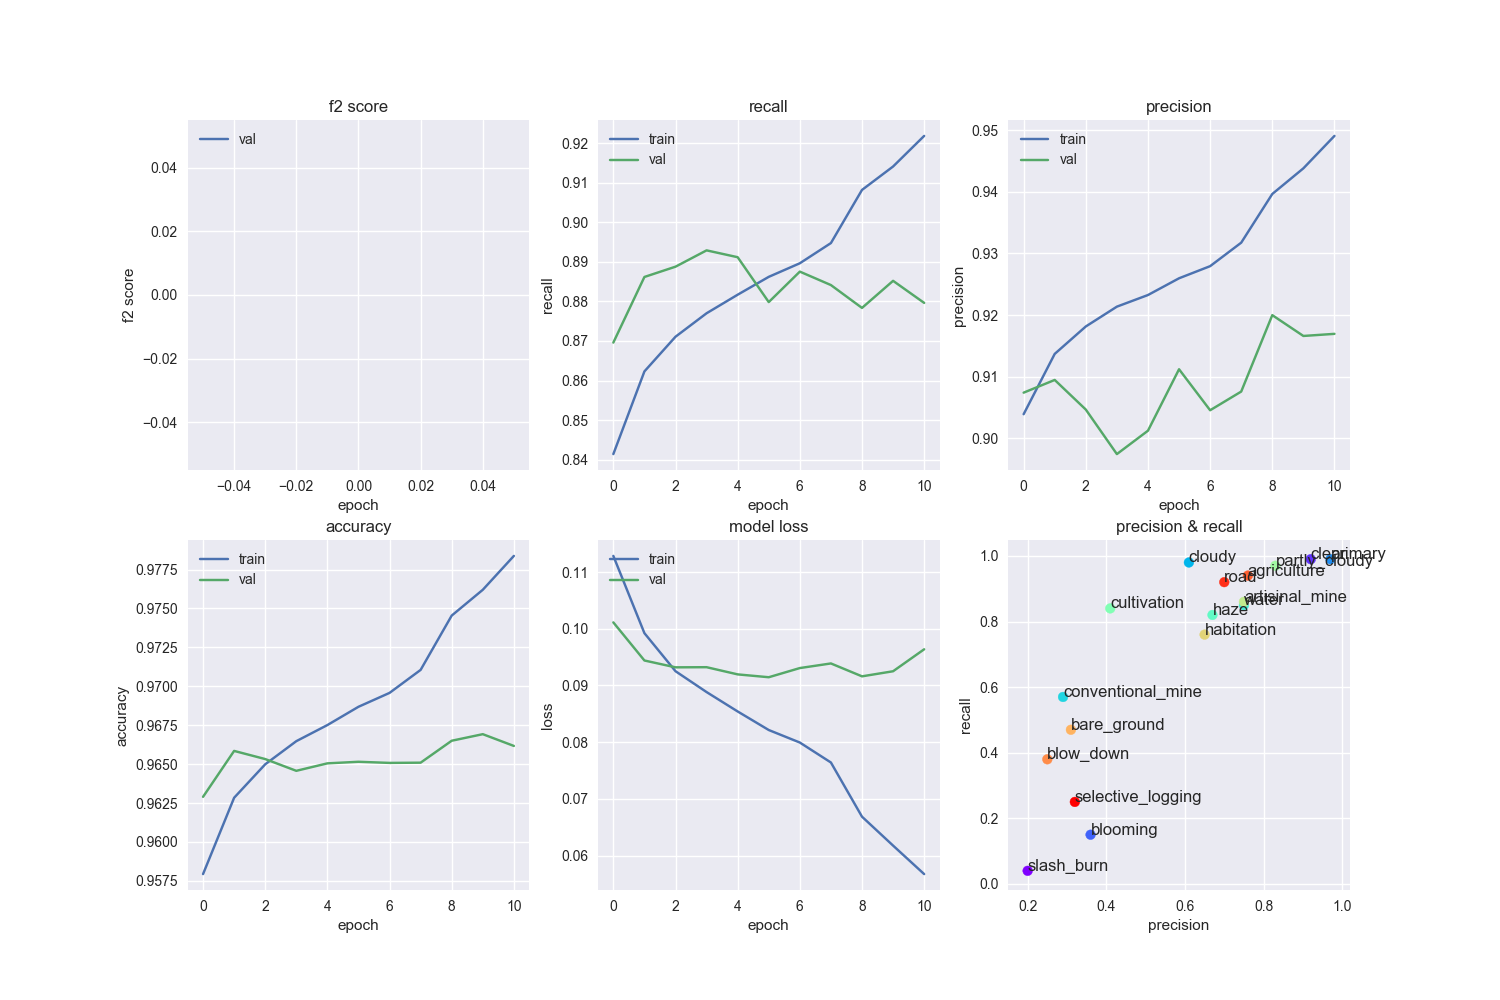 f2 score
val
0.04
0.02
0.00
−0.02
−0.04
f2 score
−0.04 −0.02 0.00 0.02 0.04
epoch
recall
train
val
0.92
0.91
0.90
0.89
0.88
0.87
0.86
0.85
0.84
recall
0 2 4 6 8 10
epoch
precision
train
val
0.95
0.94
0.93
0.92
0.91
0.90
precision
0 2 4 6 8 10
epoch
accuracy
train
val
0.9775
0.9750
0.9725
0.9700
0.9675
0.9650
0.9625
0.9600
0.9575
accuracy
0 2 4 6 8 10
epoch
model loss
train
val
0.11
0.10
0.09
0.08
0.07
0.06
loss
0 2 4 6 8 10
epoch
precision & recall
1.0
0.8
0.6
0.4
0.2
0.0
recall
clear
primary
cloudy
partly_cloudy
agriculture
road
artisinal_mine
water
cultivation
haze
habitation
conventional_mine
bare_ground
blow_down
selective_logging
blooming
slash_burn
0.2 0.4 0.6 0.8 1.0
precision